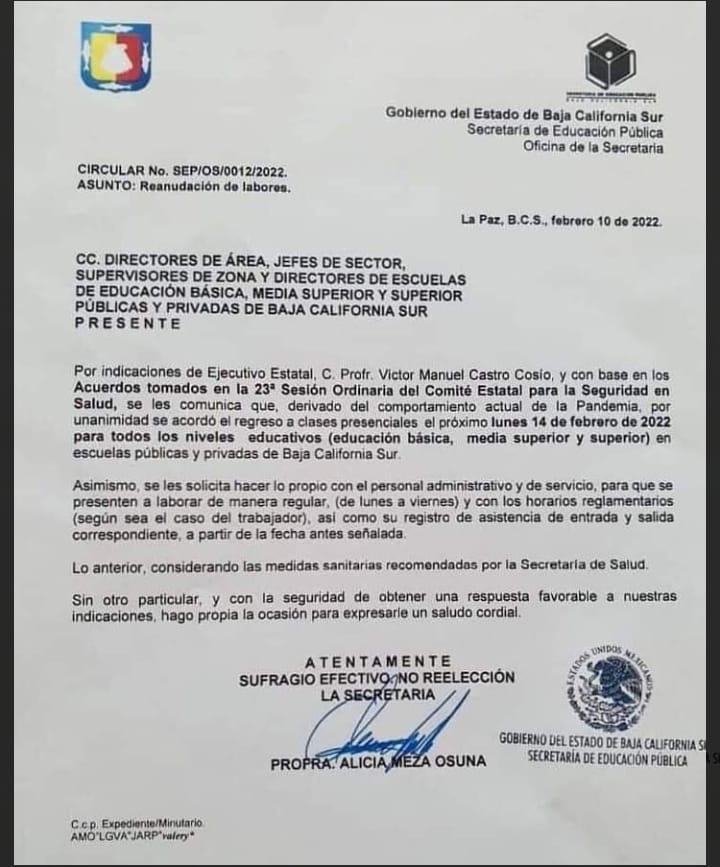 SECRETARIA DE EDUCACION PUBLICA
BAJA CALIFORNIA SUR
Gobierno del Estado de Baja California Sur
Secretaría de Educación Pública
Oficina de la Secretaria
CIRCULAR No. SEP/OS/0012/2022.
ASUNTO: Reanudación de labores.
La Paz, B.C.S., febrero 10 de 2022.
CC. DIRECTORES DE ÁREA, JEFES DE SECTOR,
SUPERVISORES DE ZONA Y DIRECTORES DE ESCUELAS
DE EDUCACIÓN BÁSICA, MEDIA SUPERIOR Y SUPERIOR
PÚBLICAS Y PRIVADAS DE BAJA CALIFORNIA SUR
P R E S E N T E
Por indicaciones de Ejecutivo Estatal, C. Profr. Victor Manuel Castro Cosío, y con base en los
Acuerdos tomados en la 23ª Sesión Ordinaria del Comité Estatal para la Seguridad en
Salud, se les comunica que, derivado del comportamiento actual de la Pandemia, por
unanimidad se acordó el regreso a clases presenciales el próximo lunes 14 de febrero de 2022
para todos los niveles educativos (educación básica, media superior y superior) en
escuelas públicas y privadas de Baja California Sur.
Asimismo, se les solicita hacer lo propio con el personal administrativo y de servicio, para que se
presenten a laborar de manera regular, (de lunes a viernes) y con los horarios reglamentarios
(según sea el caso del trabajador), así como su registro de asistencia de entrada y salida
correspondiente, a partir de la fecha antes señalada.
Lo anterior, considerando las medidas sanitarias recomendadas por la Secretaría de Salud.
Sin otro particular, y con la seguridad de obtener una respuesta favorable a nuestras
indicaciones, hago propia la ocasión para expresarle un saludo cordial.
A T E N T A M E N T E
SUFRAGIO EFECTIVO, NO REELECCIÓN
LA SECRETARIA
PROPRA. ALICIA MEZA OSUNA
ESTADOS UNIDOS MEXICANOS
GOBIERNO DEL ESTADO DE BAJA CALIFORNIA S
SECRETARÍA DE EDUCACIÓN PÚBLICA
C.c.p. Expediente/Minutario.
AMO*LGVA*JARP*valery*